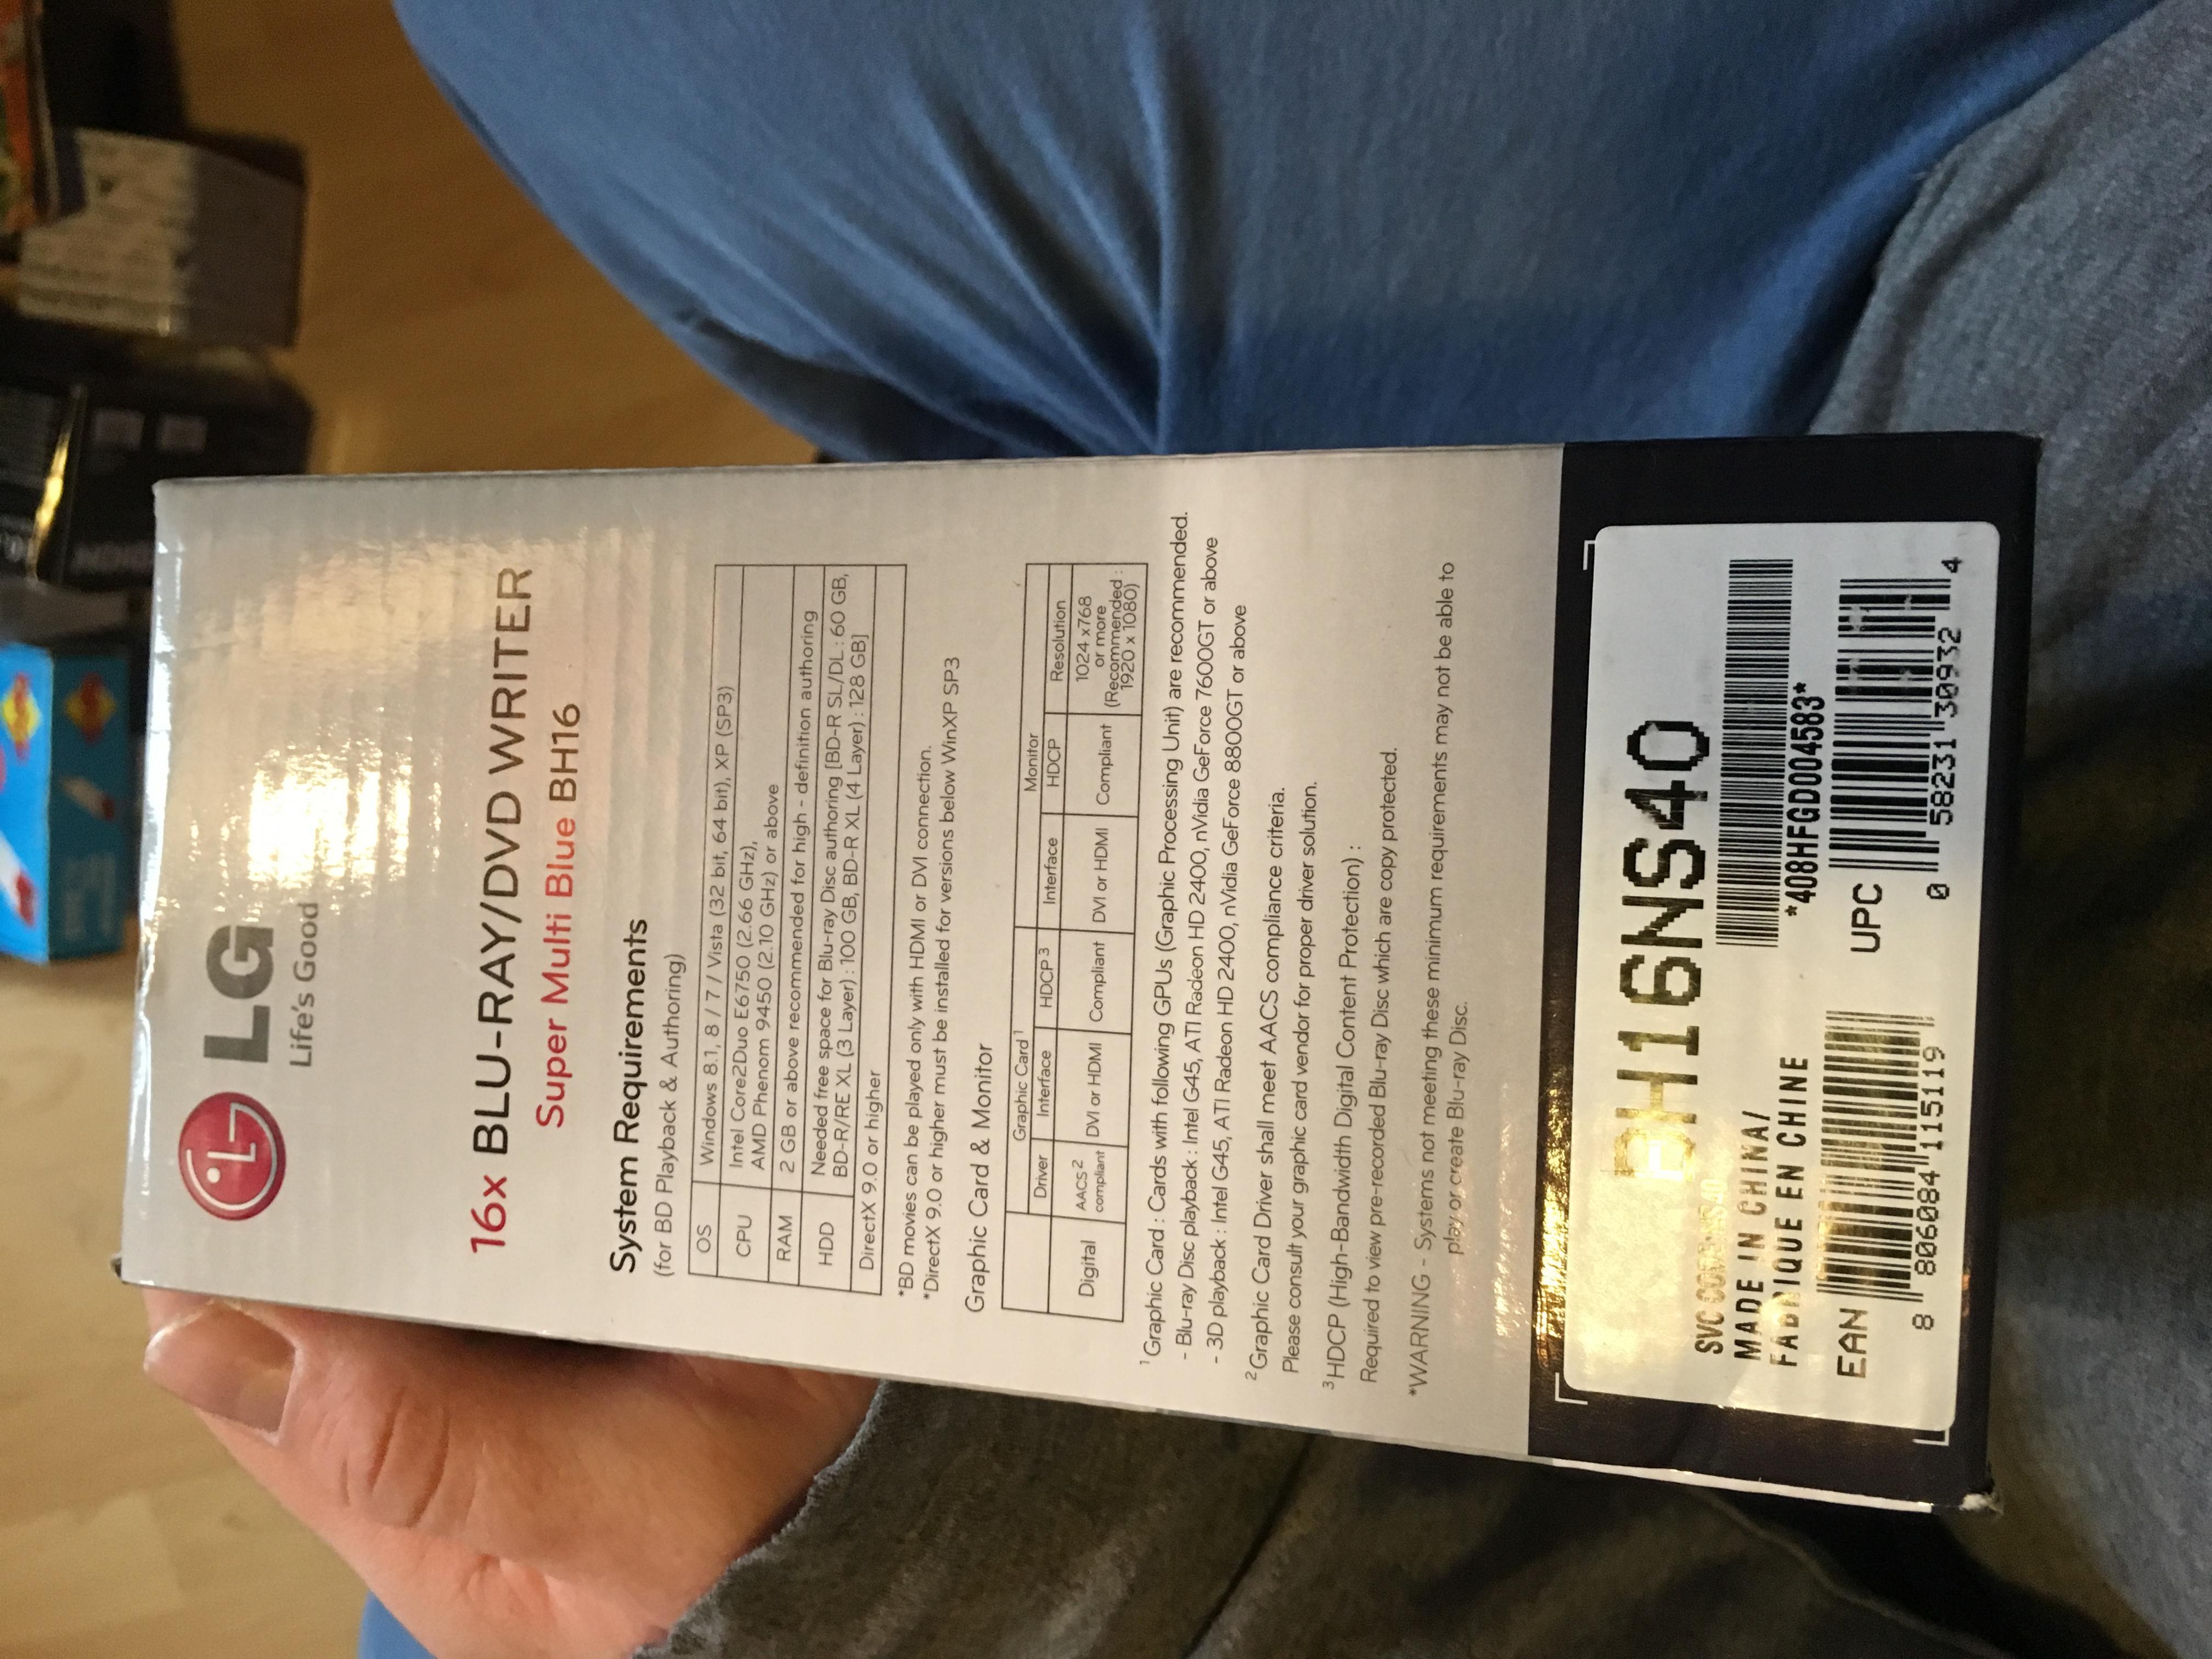 LG
Life's Good
16x BLU-RAY/DVD WRITER
Super Multi Blue BH16
System Requirements
(for BD Playback & Authoring)
OS Windows 8.1, 8 / 7 / Vista (32 bit, 64 bit), XP (SP3)
CPU Intel Core2Duo E6750 (2.66 GHz),
AMD Phenom 9450 (2.10 GHz) or above
RAM 2 GB or above recommended for high - definition authoring
HDD Needed free space for Blu-ray Disc authoring [BD-R SL/DL : 60 GB,
BD-R/RE XL (3 Layer) : 100 GB, BD-R XL (4 Layer) : 128 GB]
DirectX 9.0 or higher
*BD movies can be played only with HDMI or DVI connection.
*DirectX 9.0 or higher must be installed for versions below WinXP SP3
Graphic Card & Monitor
Graphic Card1 Monitor
Driver Interface HDCP3 Interface HDCP Resolution
Digital AACS2 compliant DVI or HDMI Compliant DVI or HDMI Compliant 1024 x768
or more
(Recommended :
1920 x 1080)
1Graphic Card : Cards with following GPUs (Graphic Processing Unit) are recommended.
- Blu-ray Disc playback : Intel G45, ATI Radeon HD 2400, nVidia GeForce 7600GT or above
- 3D playback : Intel G45, ATI Radeon HD 2400, nVidia GeForce 8800GT or above
2Graphic Card Driver shall meet AACS compliance criteria.
Please consult your graphic card vendor for proper driver solution.
3HDCP (High-Bandwidth Digital Content Protection) :
Required to view pre-recorded Blu-ray Disc which are copy protected.
*WARNING - Systems not meeting these minimum requirements may not be able to
play or create Blu-ray Disc.
BH16NS40
SVC
MADE IN CHINA/
FABRIQUE EN CHINE
*408HFGD004583*
EAN
8 806084 115119
UPC
0 58231 30932 4